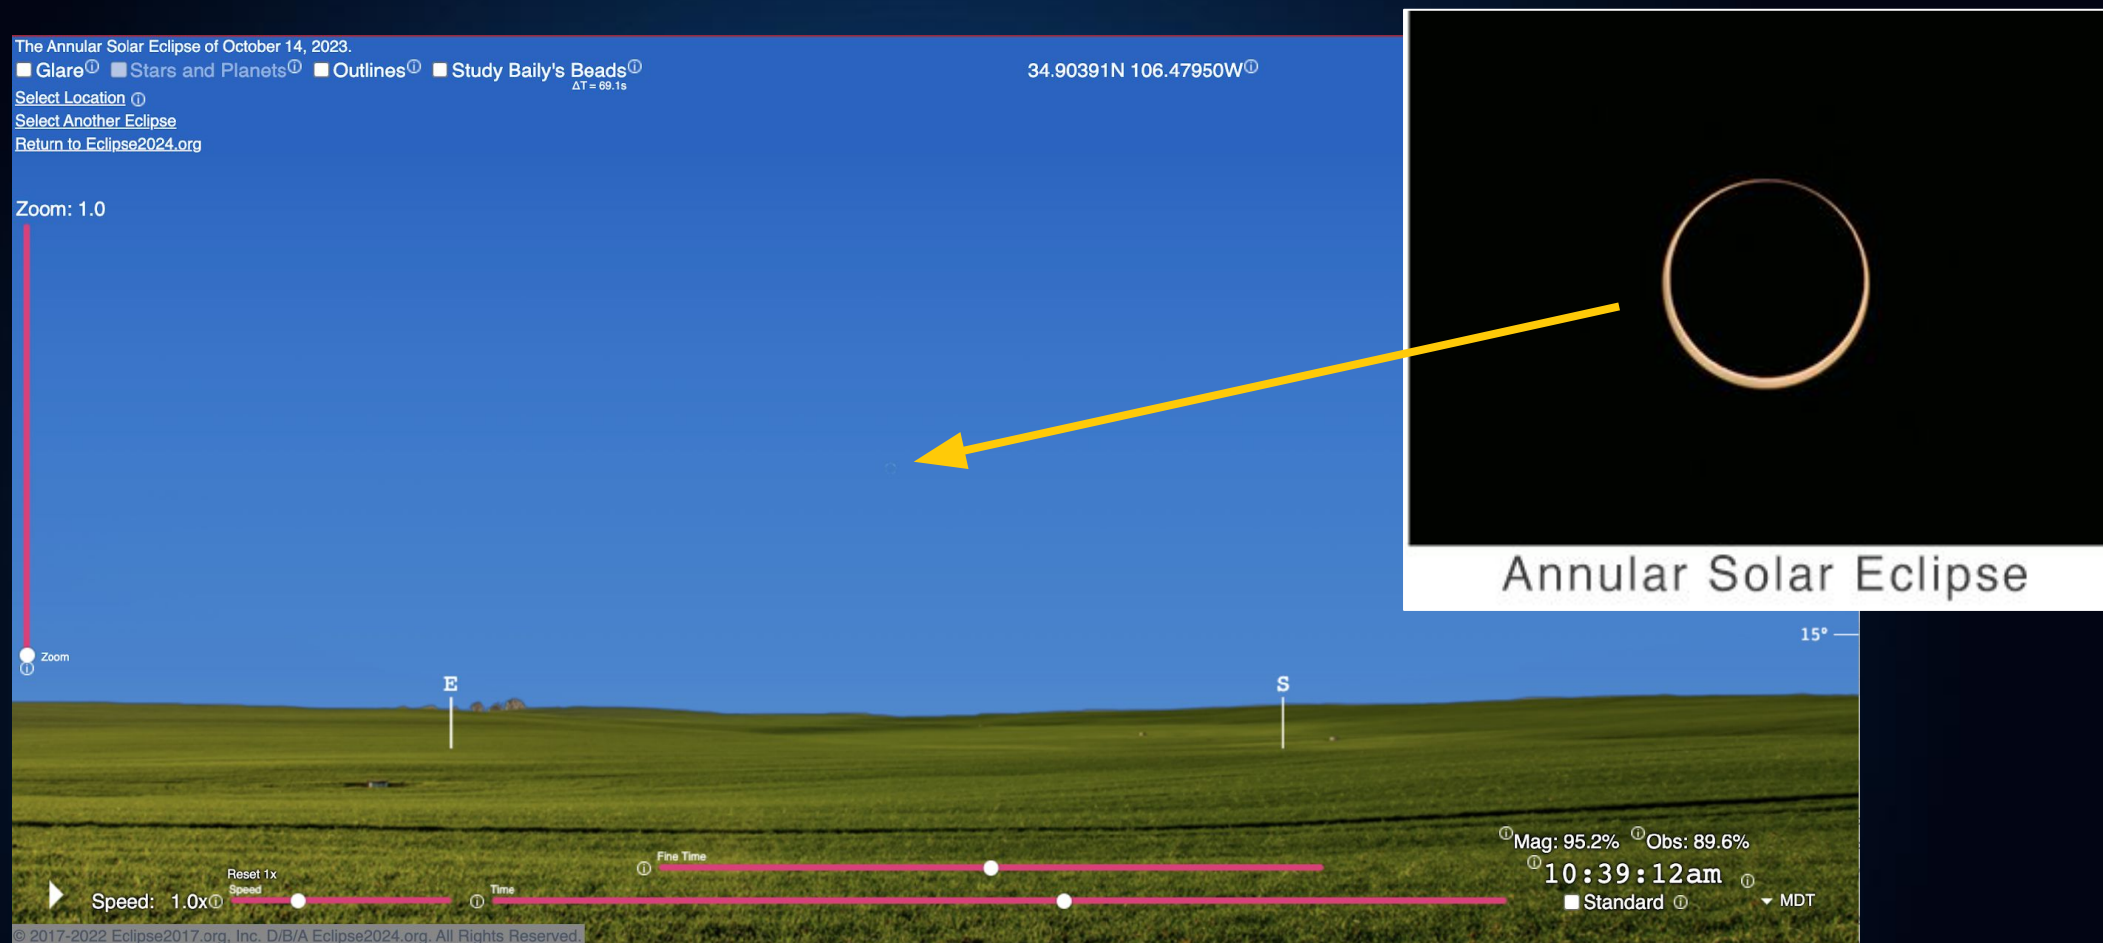 The Annular Solar Eclipse of October 14, 2023.
Glare Stars and Planets Outlines Study Baily's Beads
ΔT = 69.1s
34.90391N 106.47950W
Select Location
Select Another Eclipse
Return to Eclipse2024.org
Zoom: 1.0
Annular Solar Eclipse
15°
Zoom
E
S
Mag: 95.2% Obs: 89.6%
Fine Time
10:39:12am
Reset 1x
Speed
Time
Speed: 1.0x
Standard
MDT
© 2017-2022 Eclipse2017.org, Inc. D/B/A Eclipse2024.org. All Rights Reserved.